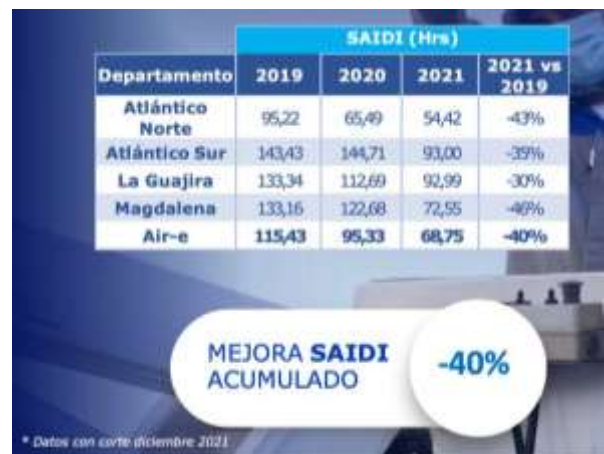 SAIDI (Hrs)
Departamento 2019 2020 2021 2021 vs 2019
Atlántico Norte 95,22 65,49 54,42 -43%
Atlántico Sur 143,43 144,71 93,00 -35%
La Guajira 133,34 112,69 92,99 -30%
Magdalena 133,16 122,68 72,55 -46%
Air-e 115,43 95,33 68,75 -40%
MEJORA SAIDI
ACUMULADO
-40%
* Datos con corte diciembre 2021